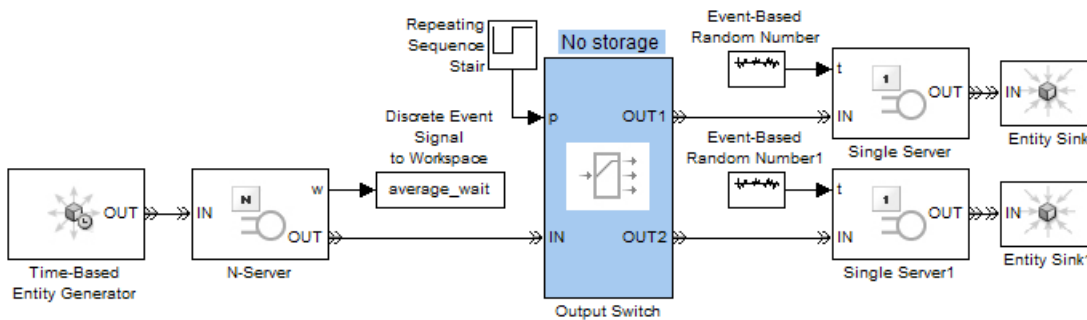 Repeating
Sequence
Stair
No storage
Event-Based
Random Number
t
1
OUT
IN
IN
Entity Sink
Single Server
p
OUT1
Discrete Event
Signal
to Workspace
average_wait
Event-Based
Random Number1
t
1
OUT
IN
IN
Entity Sink1
Single Server1
OUT
Time-Based
Entity Generator
IN
N
w
OUT
N-Server
IN
OUT2
Output Switch